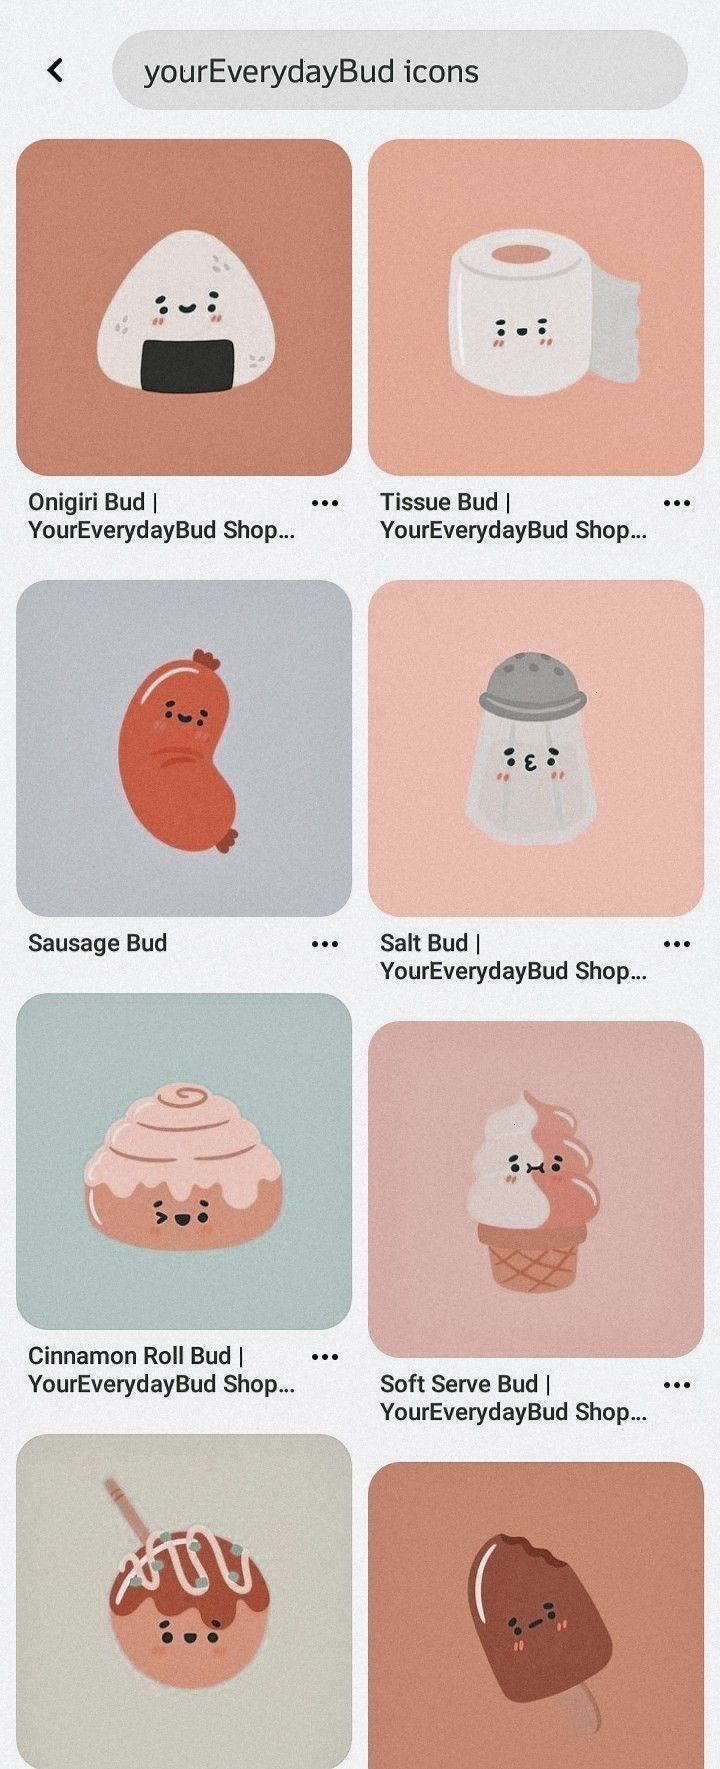 yourEverydayBud icons
Onigiri Bud |
YourEverydayBud Shop...
Tissue Bud |
YourEverydayBud Shop...
Sausage Bud
Salt Bud |
YourEverydayBud Shop...
Cinnamon Roll Bud |
YourEverydayBud Shop...
Soft Serve Bud |
YourEverydayBud Shop...